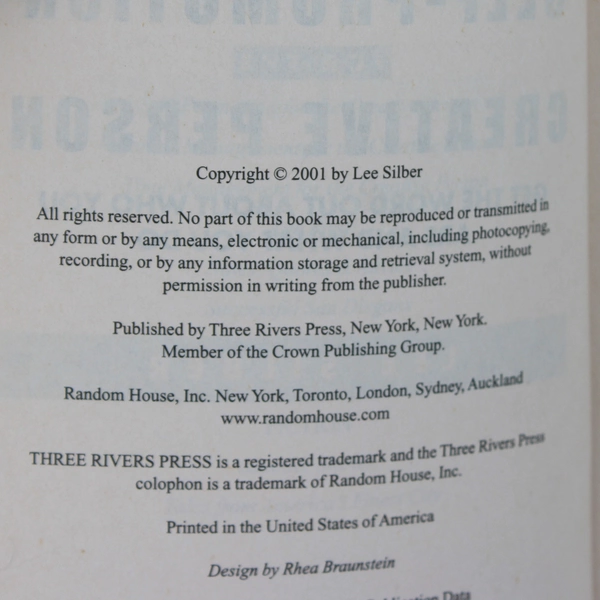 Copyright © 2001 by Lee Silber
All rights reserved. No part of this book may be reproduced or transmitted in
any form or by any means, electronic or mechanical, including photocopying,
recording, or by any information storage and retrieval system, without
permission in writing from the publisher.
Published by Three Rivers Press, New York, New York.
Member of the Crown Publishing Group.
Random House, Inc. New York, Toronto, London, Sydney, Auckland
www.randomhouse.com
THREE RIVERS PRESS is a registered trademark and the Three Rivers Press
colophon is a trademark of Random House, Inc.
Printed in the United States of America
Design by Rhea Braunstein
Publication Data